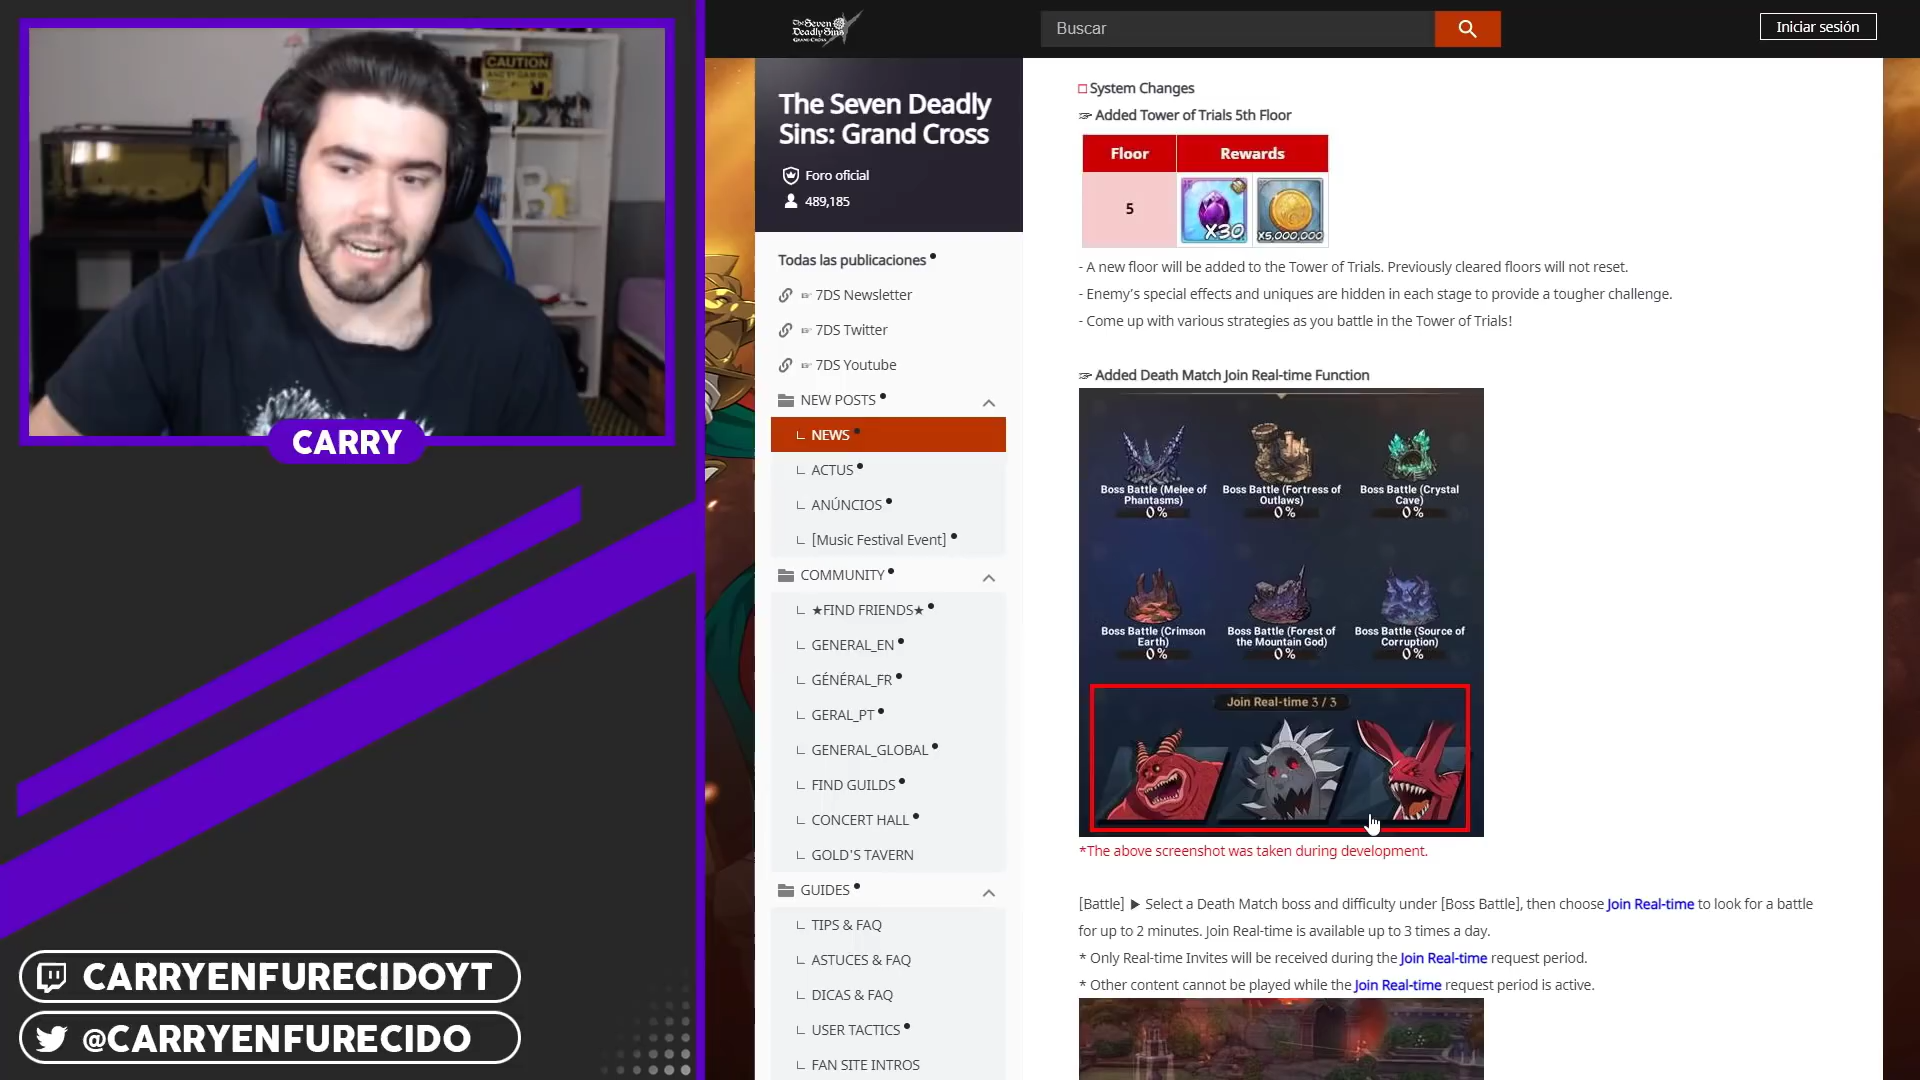 CAUTION
CARRY
CARRYENFURECIDOYT
@CARRYENFURECIDO
The Seven
Deadly Sins
GRAND CROSS
Buscar
Iniciar sesión
The Seven Deadly
Sins: Grand Cross
Foro oficial
489,185
Todas las publicaciones
☞ 7DS Newsletter
☞ 7DS Twitter
☞ 7DS Youtube
NEW POSTS
NEWS
ACTUS
ANÚNCIOS
[Music Festival Event]
COMMUNITY
★FIND FRIENDS★
GENERAL_EN
GÉNÉRAL_FR
GERAL_PT
GENERAL_GLOBAL
FIND GUILDS
CONCERT HALL
GOLD'S TAVERN
GUIDES
TIPS & FAQ
ASTUCES & FAQ
DICAS & FAQ
USER TACTICS
FAN SITE INTROS
□ System Changes
☞ Added Tower of Trials 5th Floor
Floor Rewards
5 X30 X5,000,000
- A new floor will be added to the Tower of Trials. Previously cleared floors will not reset.
- Enemy's special effects and uniques are hidden in each stage to provide a tougher challenge.
- Come up with various strategies as you battle in the Tower of Trials!
☞ Added Death Match Join Real-time Function
Boss Battle (Melee of
Phantasms)
0 %
Boss Battle (Fortress of
Outlaws)
0 %
Boss Battle (Crystal
Cave)
0 %
Boss Battle (Crimson
Earth)
0 %
Boss Battle (Forest of
the Mountain God)
0 %
Boss Battle (Source of
Corruption)
0 %
Join Real-time 3 / 3
*The above screenshot was taken during development.
[Battle] ▶ Select a Death Match boss and difficulty under [Boss Battle], then choose Join Real-time to look for a battle
for up to 2 minutes. Join Real-time is available up to 3 times a day.
* Only Real-time Invites will be received during the Join Real-time request period.
* Other content cannot be played while the Join Real-time request period is active.